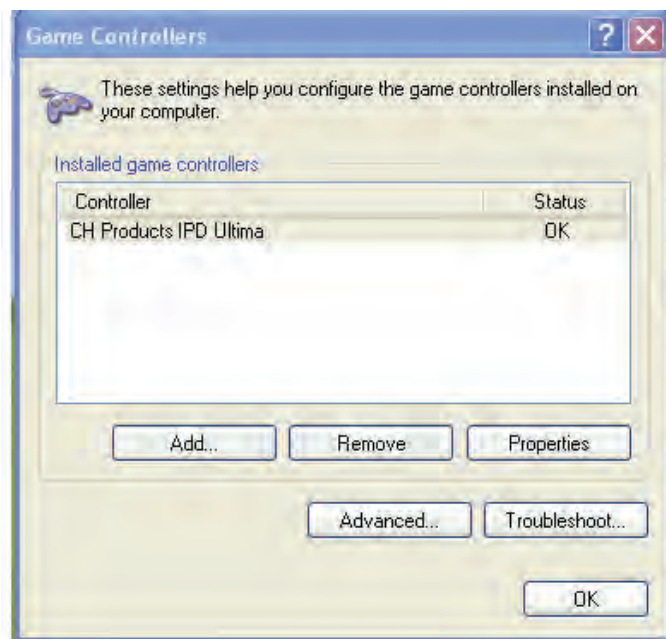 Game Controllers
These settings help you configure the game controllers installed on
your computer.
Installed game controllers
Controller Status
CH Products IPD Ultima OK
Add... Remove Properties
Advanced... Troubleshoot...
OK